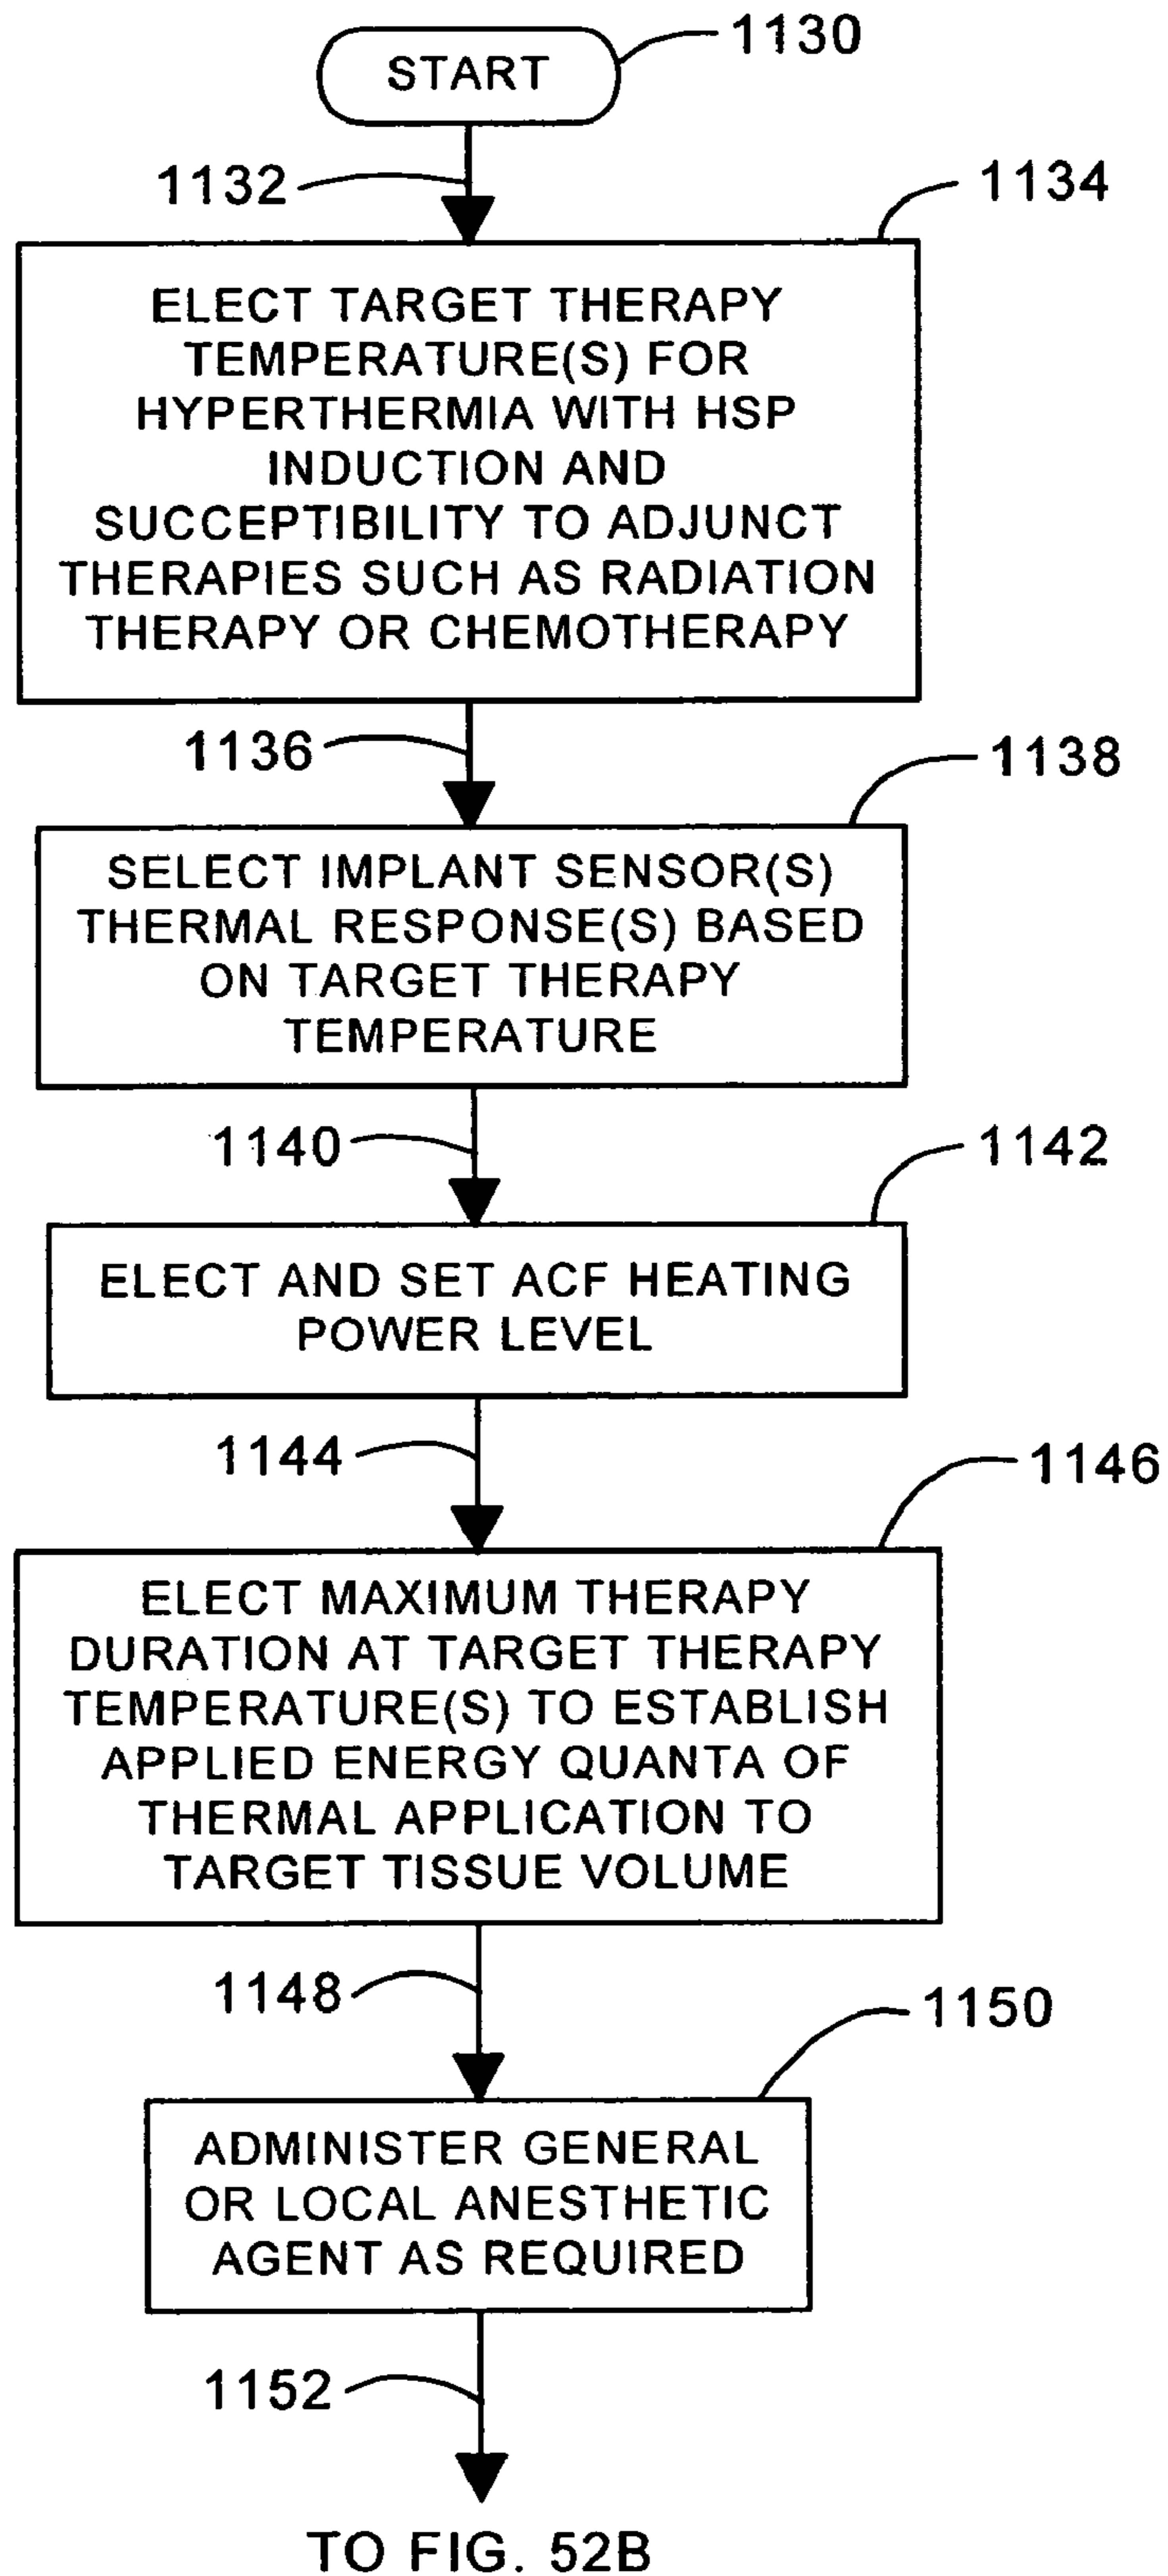 START
1130
1132
1134
ELECT TARGET THERAPY
TEMPERATURE(S) FOR
HYPERTHERMIA WITH HSP
INDUCTION AND
SUCCEPTIBILITY TO ADJUNCT
THERAPIES SUCH AS RADIATION
THERAPY OR CHEMOTHERAPY
1136
1138
SELECT IMPLANT SENSOR(S)
THERMAL RESPONSE(S) BASED
ON TARGET THERAPY
TEMPERATURE
1140
1142
ELECT AND SET ACF HEATING
POWER LEVEL
1144
1146
ELECT MAXIMUM THERAPY
DURATION AT TARGET THERAPY
TEMPERATURE(S) TO ESTABLISH
APPLIED ENERGY QUANTA OF
THERMAL APPLICATION TO
TARGET TISSUE VOLUME
1148
1150
ADMINISTER GENERAL
OR LOCAL ANESTHETIC
AGENT AS REQUIRED
1152
TO FIG. 52B